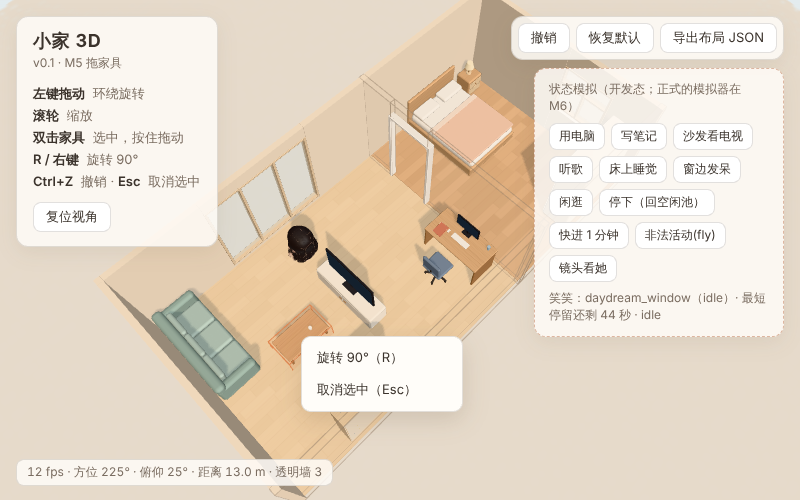 小家 3D
v0.1 · M5 拖家具
左键拖动 环绕旋转
滚轮 缩放
双击家具 选中，按住拖动
R / 右键 旋转 90°
Ctrl+Z 撤销 · Esc 取消选中
复位视角
撤销 恢复默认 导出布局 JSON
状态模拟（开发态；正式的模拟器在
M6）
用电脑 写笔记 沙发看电视
听歌 床上睡觉 窗边发呆
闲逛 停下（回空闲池）
快进 1 分钟 非法活动(fly)
镜头看她
笑笑：daydream_window（idle）· 最短
停留还剩 44 秒 · idle
旋转 90°（R）
取消选中（Esc）
12 fps · 方位 225° · 俯仰 25° · 距离 13.0 m · 透明墙 3